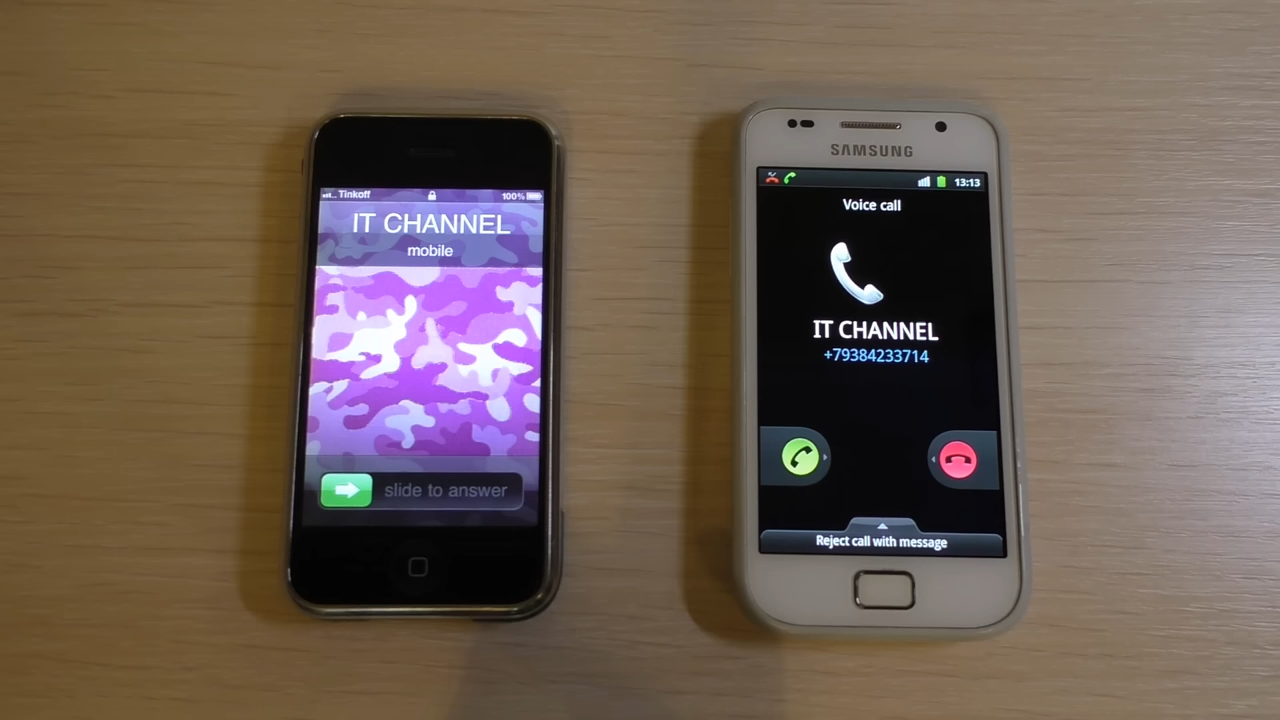 Tinkoff
100%
IT CHANNEL
mobile
slide to answer
SAMSUNG
13:13
Voice call
IT CHANNEL
+79384233714
Reject call with message